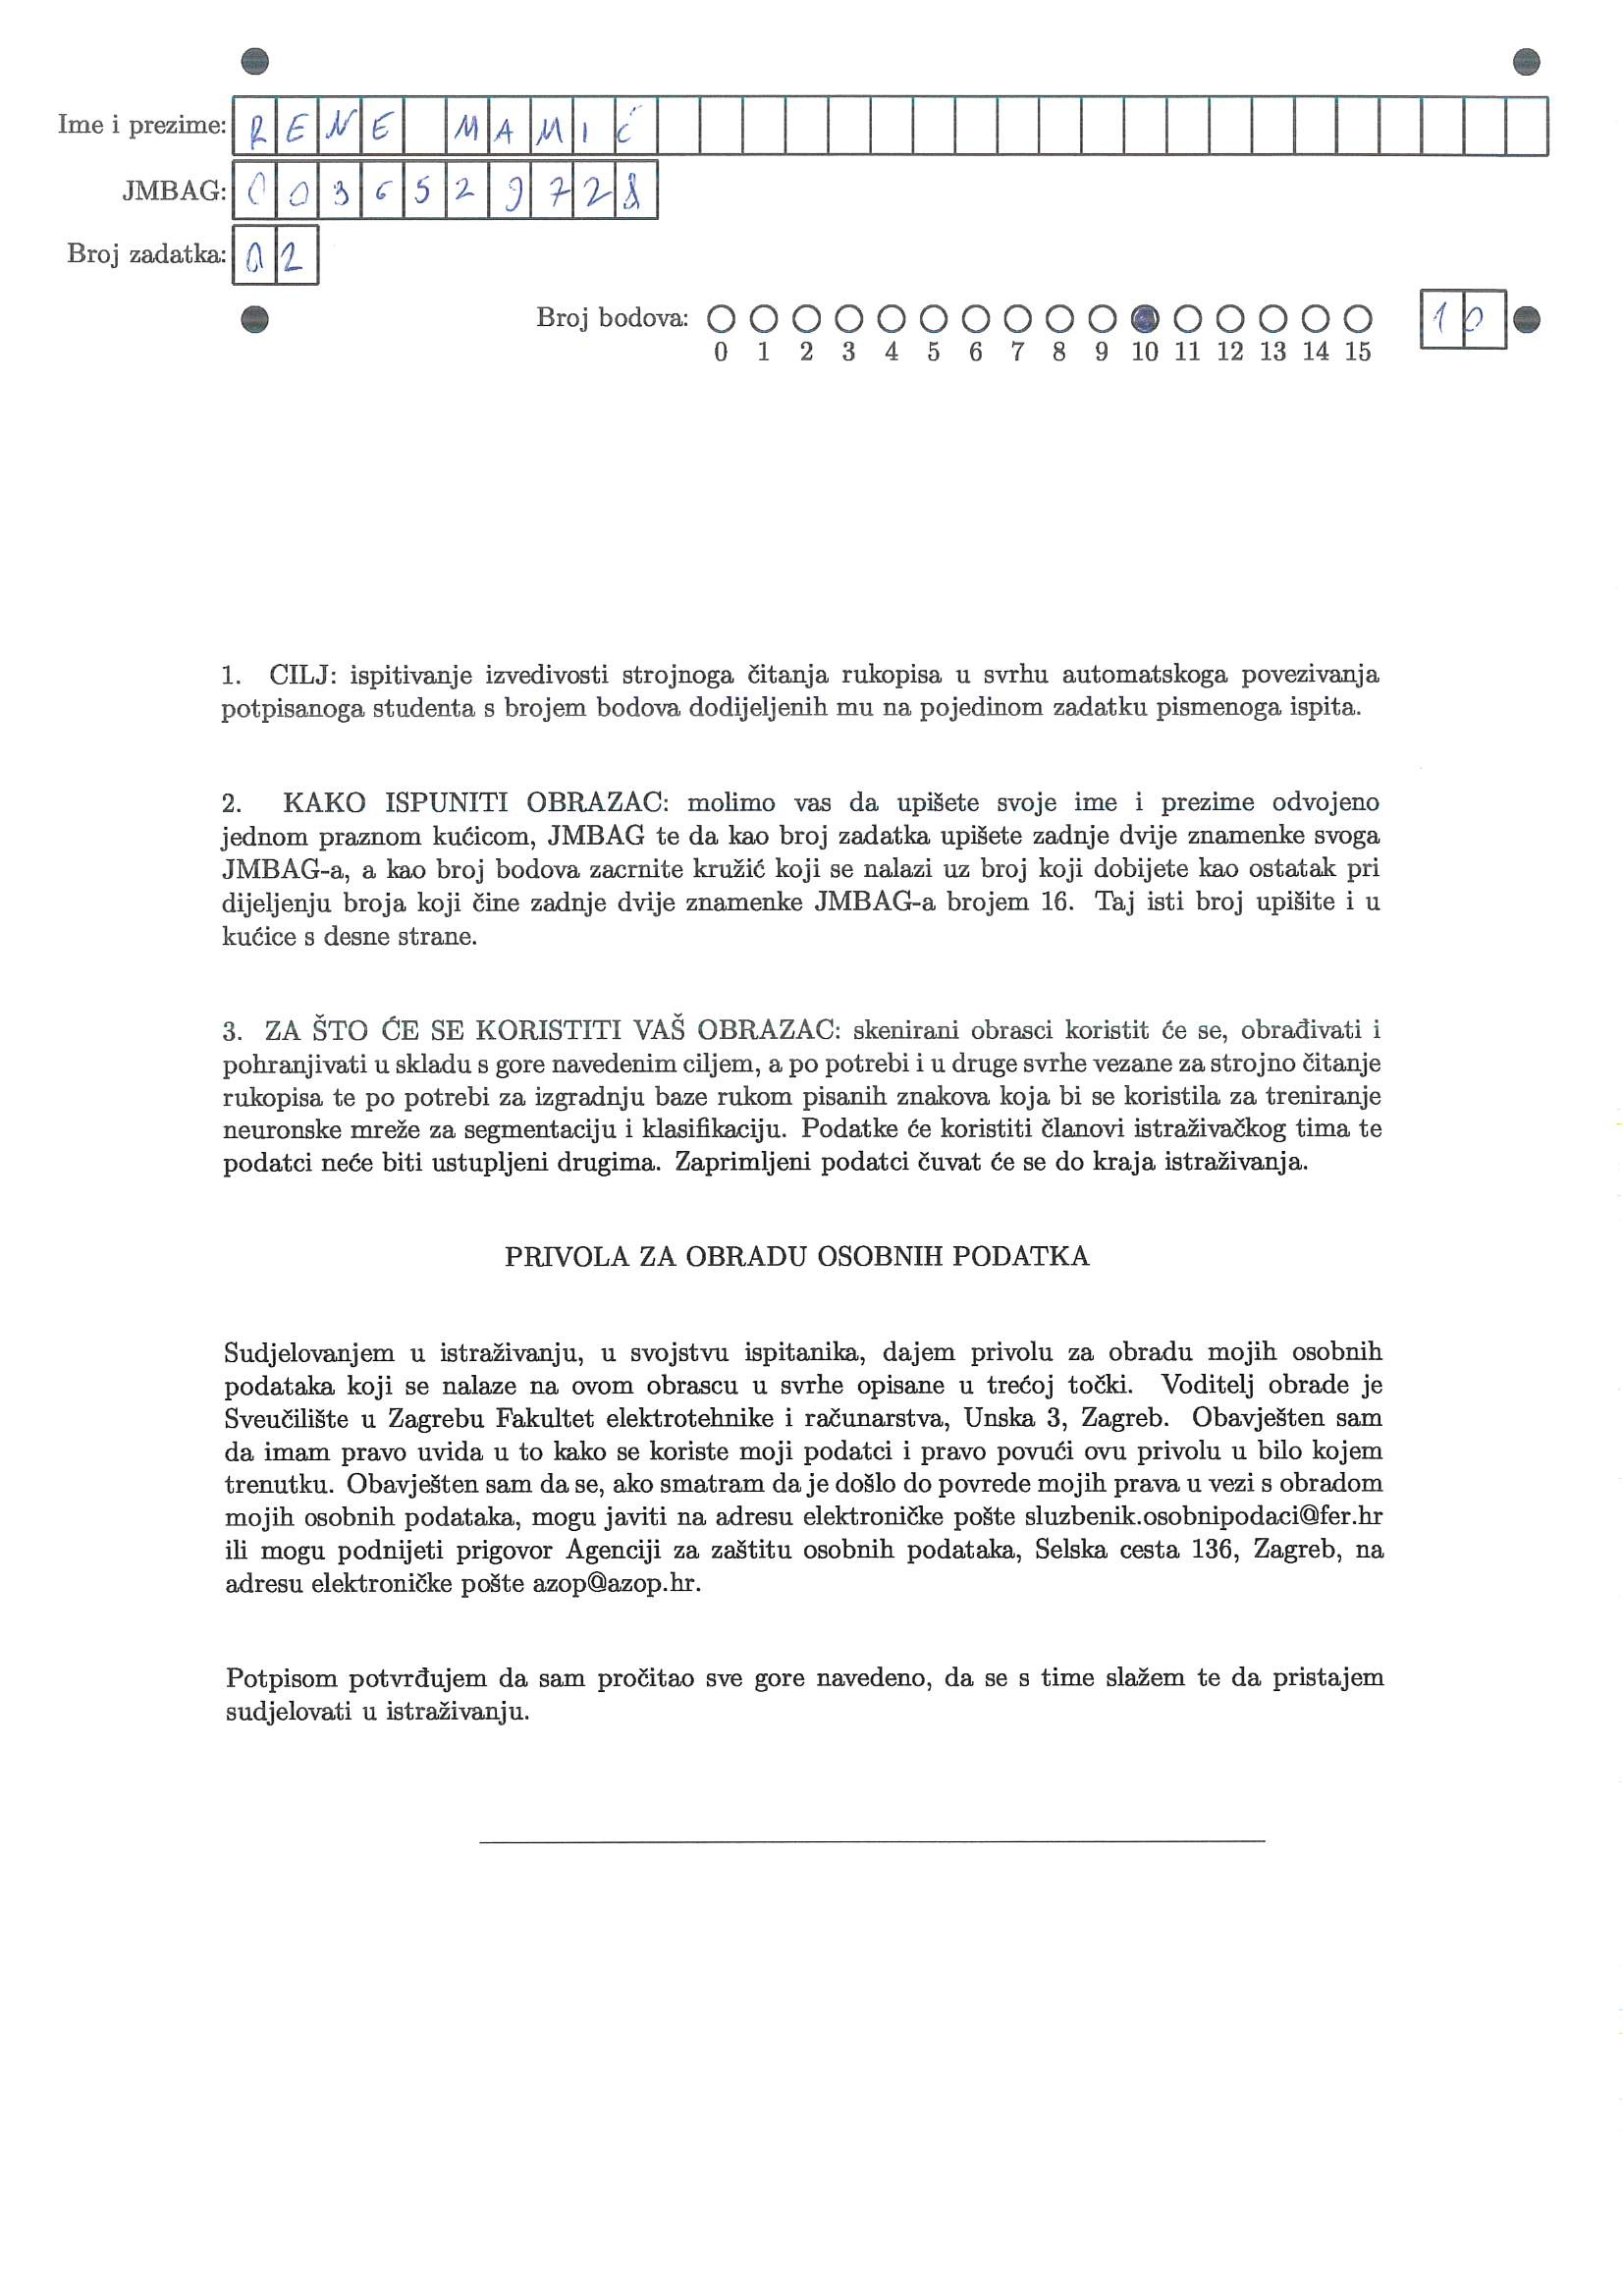 Ime i prezime: RENE MAMIĆ
JMBAG: 0036529728
Broj zadatka: 02
Broj bodova: 10
0 1 2 3 4 5 6 7 8 9 10 11 12 13 14 15
1. CILJ: ispitivanje izvedivosti strojnoga čitanja rukopisa u svrhu automatskoga povezivanja
potpisanoga studenta s brojem bodova dodijeljenih mu na pojedinom zadatku pismenoga ispita.
2. KAKO ISPUNITI OBRAZAC: molimo vas da upišete svoje ime i prezime odvojeno
jednom praznom kućicom, JMBAG te da kao broj zadatka upišete zadnje dvije znamenke svoga
JMBAG-a, a kao broj bodova zacrnite kružić koji se nalazi uz broj koji dobijete kao ostatak pri
dijeljenju broja koji čine zadnje dvije znamenke JMBAG-a brojem 16. Taj isti broj upišite i u
kućice s desne strane.
3. ZA ŠTO ĆE SE KORISTITI VAŠ OBRAZAC: skenirani obrasci koristit će se, obrađivati i
pohranjivati u skladu s gore navedenim ciljem, a po potrebi i u druge svrhe vezane za strojno čitanje
rukopisa te po potrebi za izgradnju baze rukom pisanih znakova koja bi se koristila za treniranje
neuronske mreže za segmentaciju i klasifikaciju. Podatke će koristiti članovi istraživačkog tima te
podatci neće biti ustupljeni drugima. Zaprimljeni podatci čuvat će se do kraja istraživanja.
PRIVOLA ZA OBRADU OSOBNIH PODATKA
Sudjelovanjem u istraživanju, u svojstvu ispitanika, dajem privolu za obradu mojih osobnih
podataka koji se nalaze na ovom obrascu u svrhe opisane u trećoj točki. Voditelj obrade je
Sveučilište u Zagrebu Fakultet elektrotehnike i računarstva, Unska 3, Zagreb. Obavješten sam
da imam pravo uvida u to kako se koriste moji podatci i pravo povući ovu privolu u bilo kojem
trenutku. Obavješten sam da se, ako smatram da je došlo do povrede mojih prava u vezi s obradom
mojih osobnih podataka, mogu javiti na adresu elektroničke pošte sluzbenik.osobnipodaci@fer.hr
ili mogu podnijeti prigovor Agenciji za zaštitu osobnih podataka, Selska cesta 136, Zagreb, na
adresu elektroničke pošte azop@azop.hr.
Potpisom potvrđujem da sam pročitao sve gore navedeno, da se s time slažem te da pristajem
sudjelovati u istraživanju.